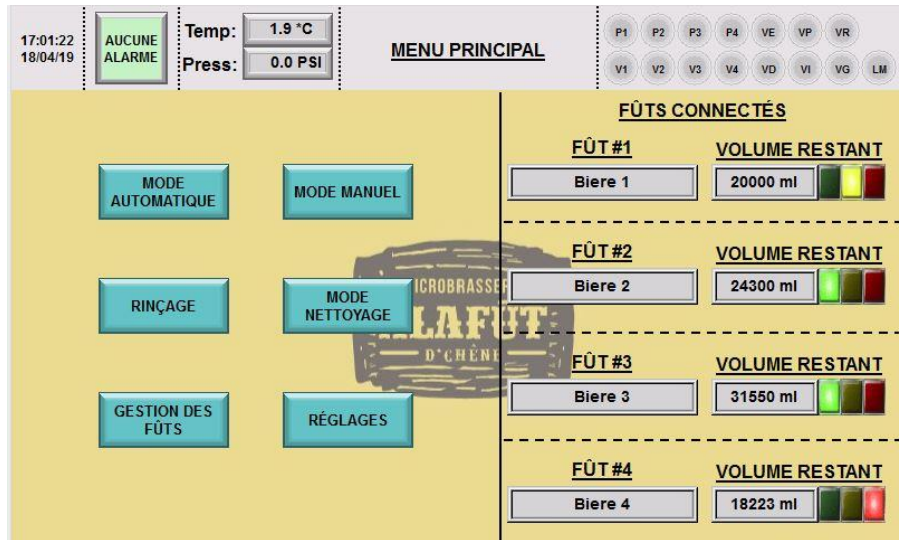 17:01:22
18/04/19
AUCUNE
ALARME
Temp: 1.9 °C
Press: 0.0 PSI
MENU PRINCIPAL
P1 P2 P3 P4 VE VP VR
V1 V2 V3 V4 VD VI VG LM
MODE
AUTOMATIQUE
MODE MANUEL
RINÇAGE
MODE
NETTOYAGE
GESTION DES
FÛTS
RÉGLAGES
D'CHÊNE
FÛTS CONNECTÉS
FÛT #1 VOLUME RESTANT
Biere 1 20000 ml
FÛT #2 VOLUME RESTANT
Biere 2 24300 ml
FÛT #3 VOLUME RESTANT
Biere 3 31550 ml
FÛT #4 VOLUME RESTANT
Biere 4 18223 ml